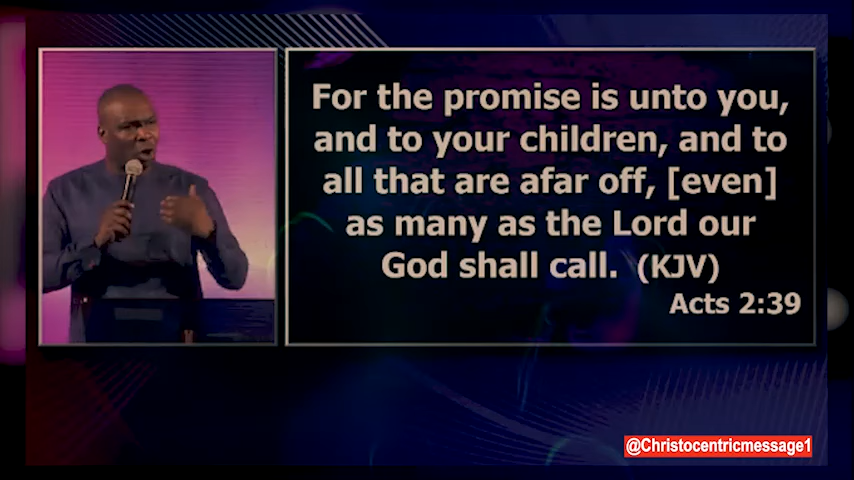 For the promise is unto you,
and to your children, and to
all that are afar off, [even]
as many as the Lord our
God shall call. (KJV)
Acts 2:39
@Christocentricmessage1